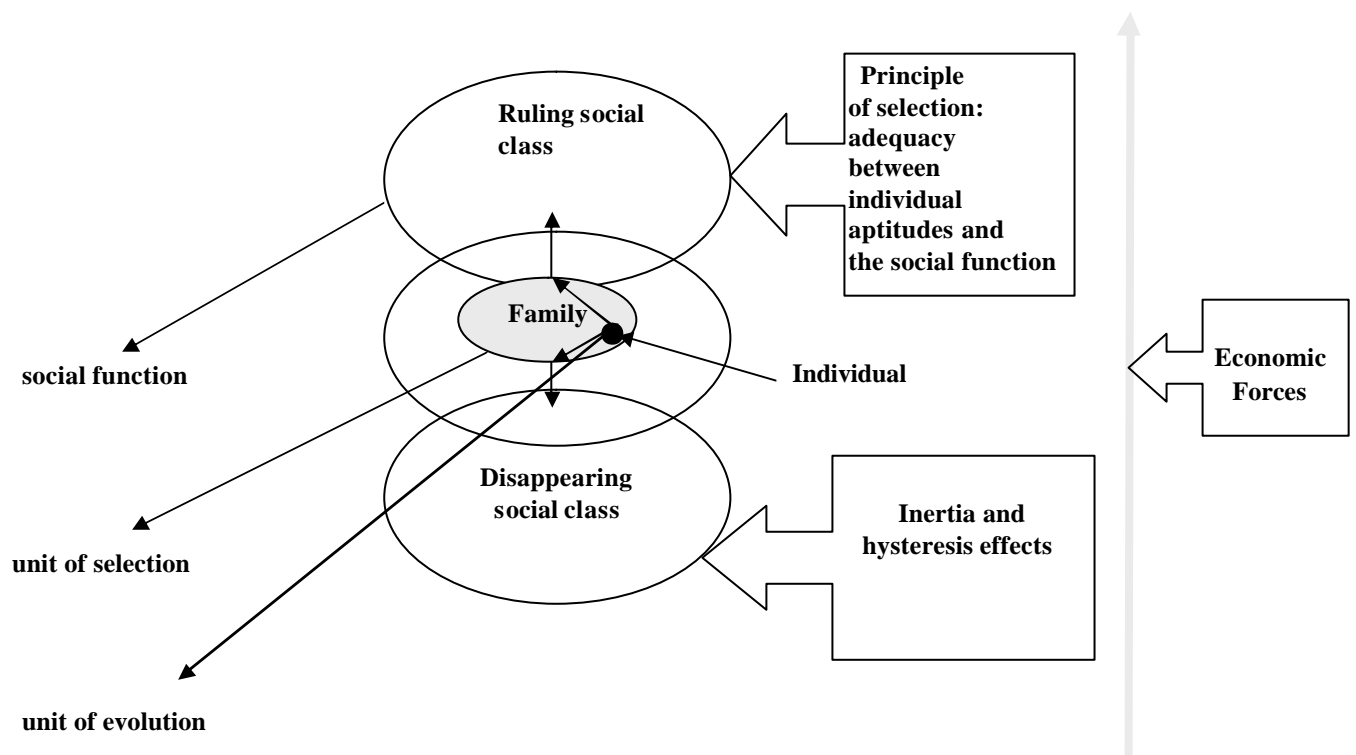 Ruling social
class
Principle
of selection:
adequacy
between
individual
aptitudes and
the social function
Family
social function
Individual
Economic
Forces
Disappearing
social class
Inertia and
hysteresis effects
unit of selection
unit of evolution